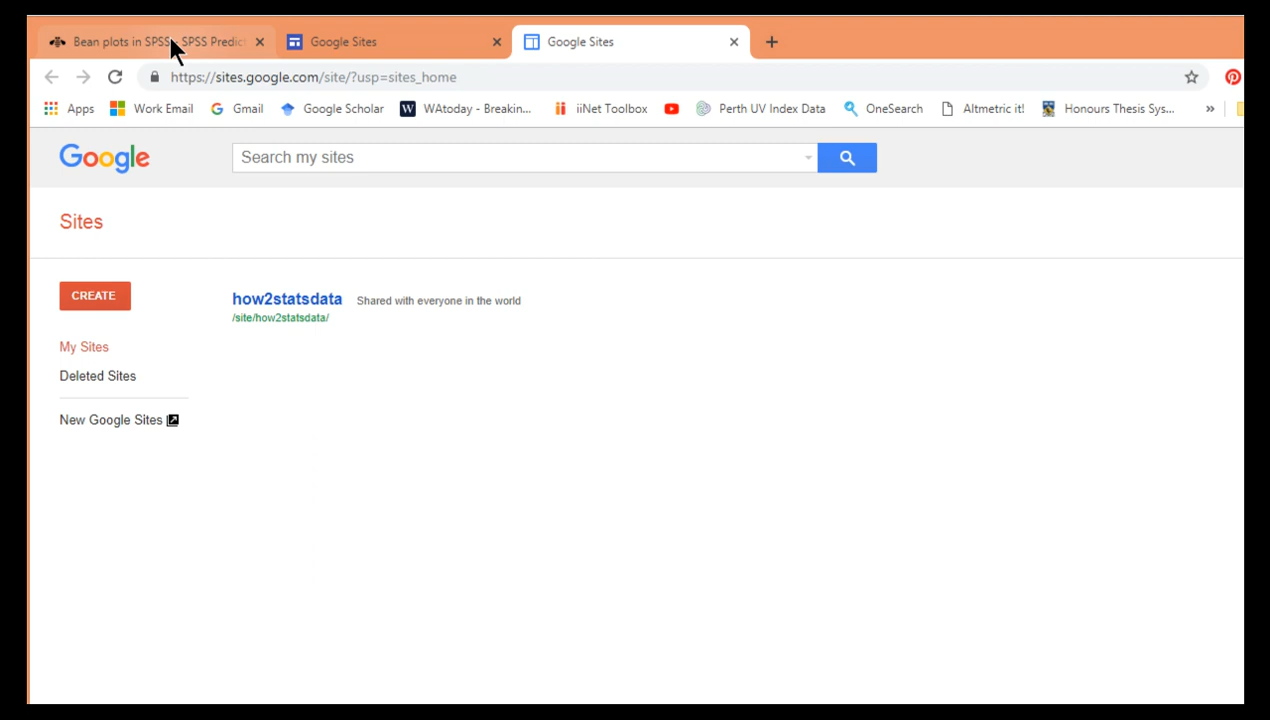 Bean plots in SPSS - SPSS Predict
Google Sites
Google Sites
https://sites.google.com/site/?usp=sites_home
Apps
Work Email
Gmail
Google Scholar
WAtoday - Breakin...
iiNet Toolbox
Perth UV Index Data
OneSearch
Altmetric it!
Honours Thesis Sys...
»
Google
Search my sites
Sites
CREATE
how2statsdata Shared with everyone in the world
/site/how2statsdata/
My Sites
Deleted Sites
New Google Sites